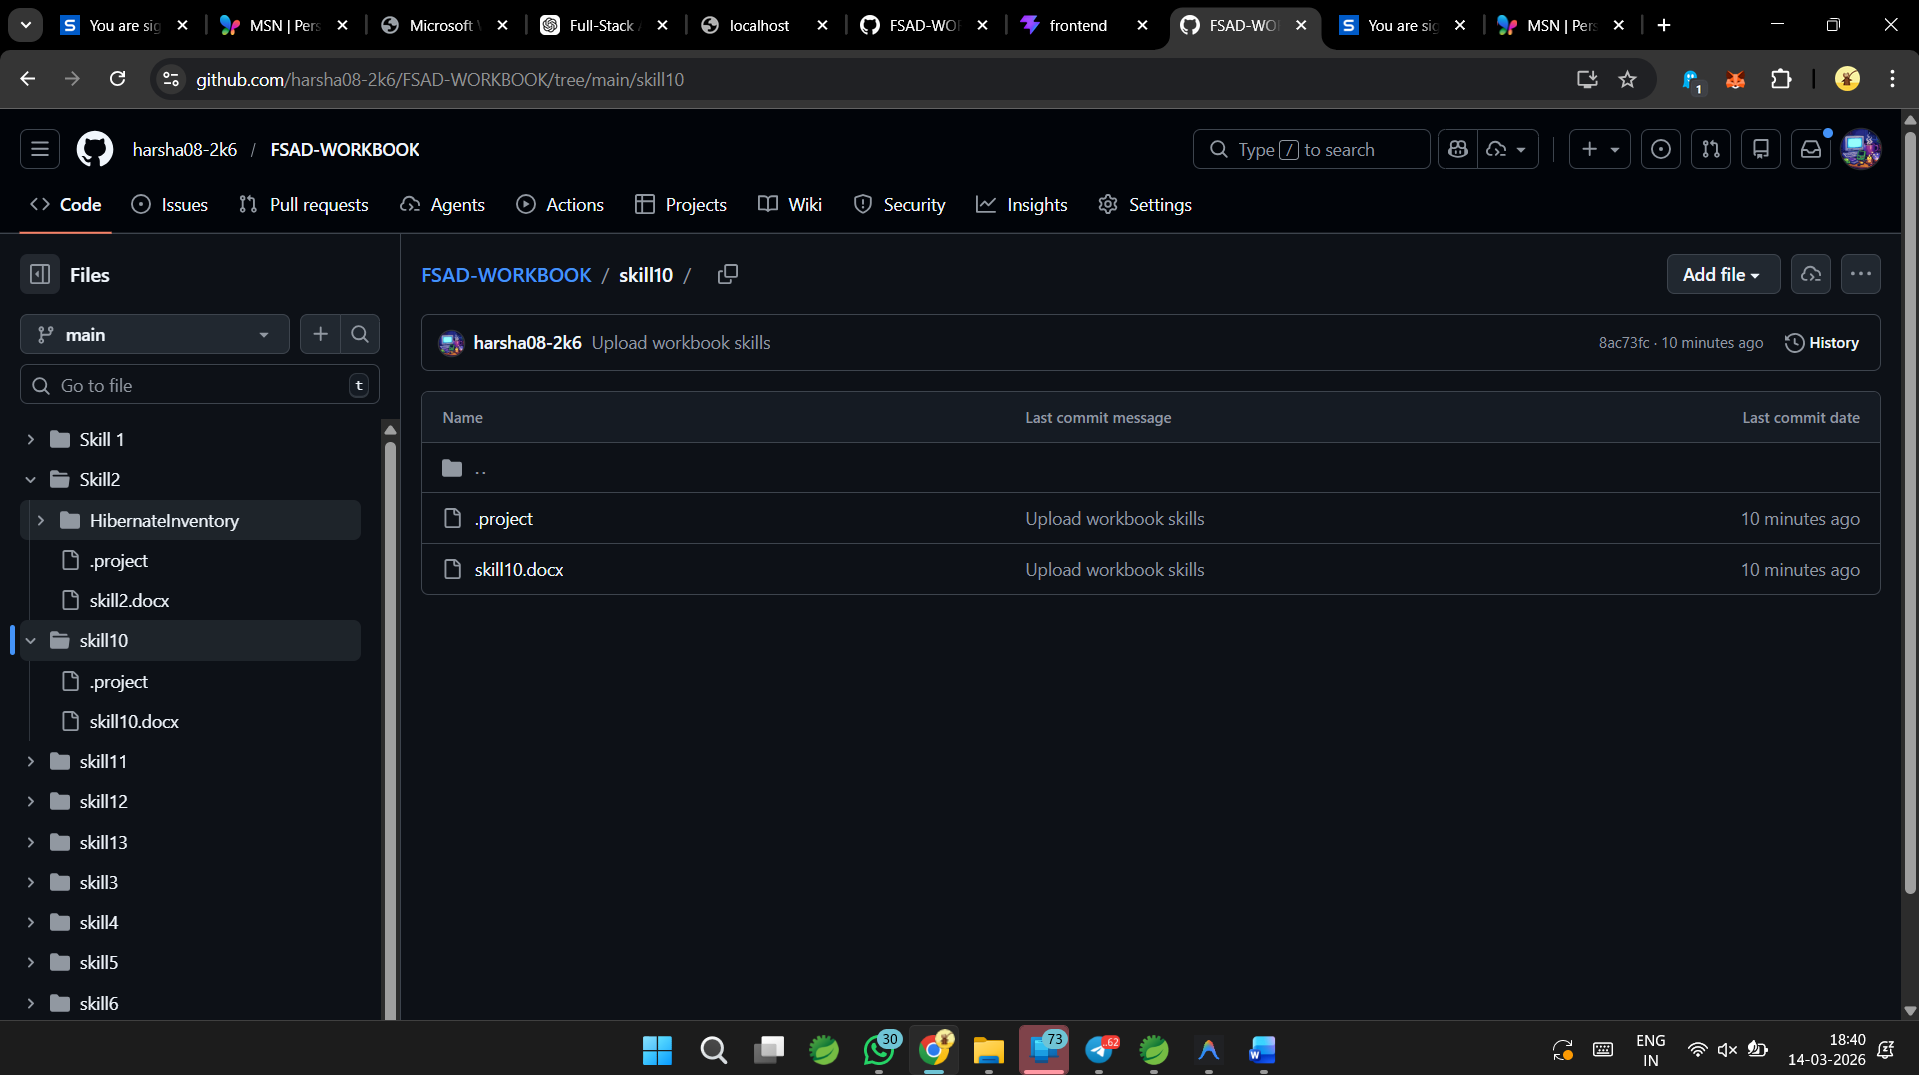 You are sig
MSN | Pers
Microsoft
Full-Stack
localhost
FSAD-WOR
frontend
FSAD-WO
You are sig
MSN | Pers
github.com/harsha08-2k6/FSAD-WORKBOOK/tree/main/skill10
1
harsha08-2k6 / FSAD-WORKBOOK
Type / to search
Code
Issues
Pull requests
Agents
Actions
Projects
Wiki
Security
Insights
Settings
Files
FSAD-WORKBOOK / skill10 /
Add file
main
harsha08-2k6 Upload workbook skills
8ac73fc · 10 minutes ago
History
Go to file
t
Name
Last commit message
Last commit date
..
.project
Upload workbook skills
10 minutes ago
skill10.docx
Upload workbook skills
10 minutes ago
Skill 1
Skill2
HibernateInventory
.project
skill2.docx
skill10
.project
skill10.docx
skill11
skill12
skill13
skill3
skill4
skill5
skill6
30
73
62
ENG
IN
18:40
14-03-2026